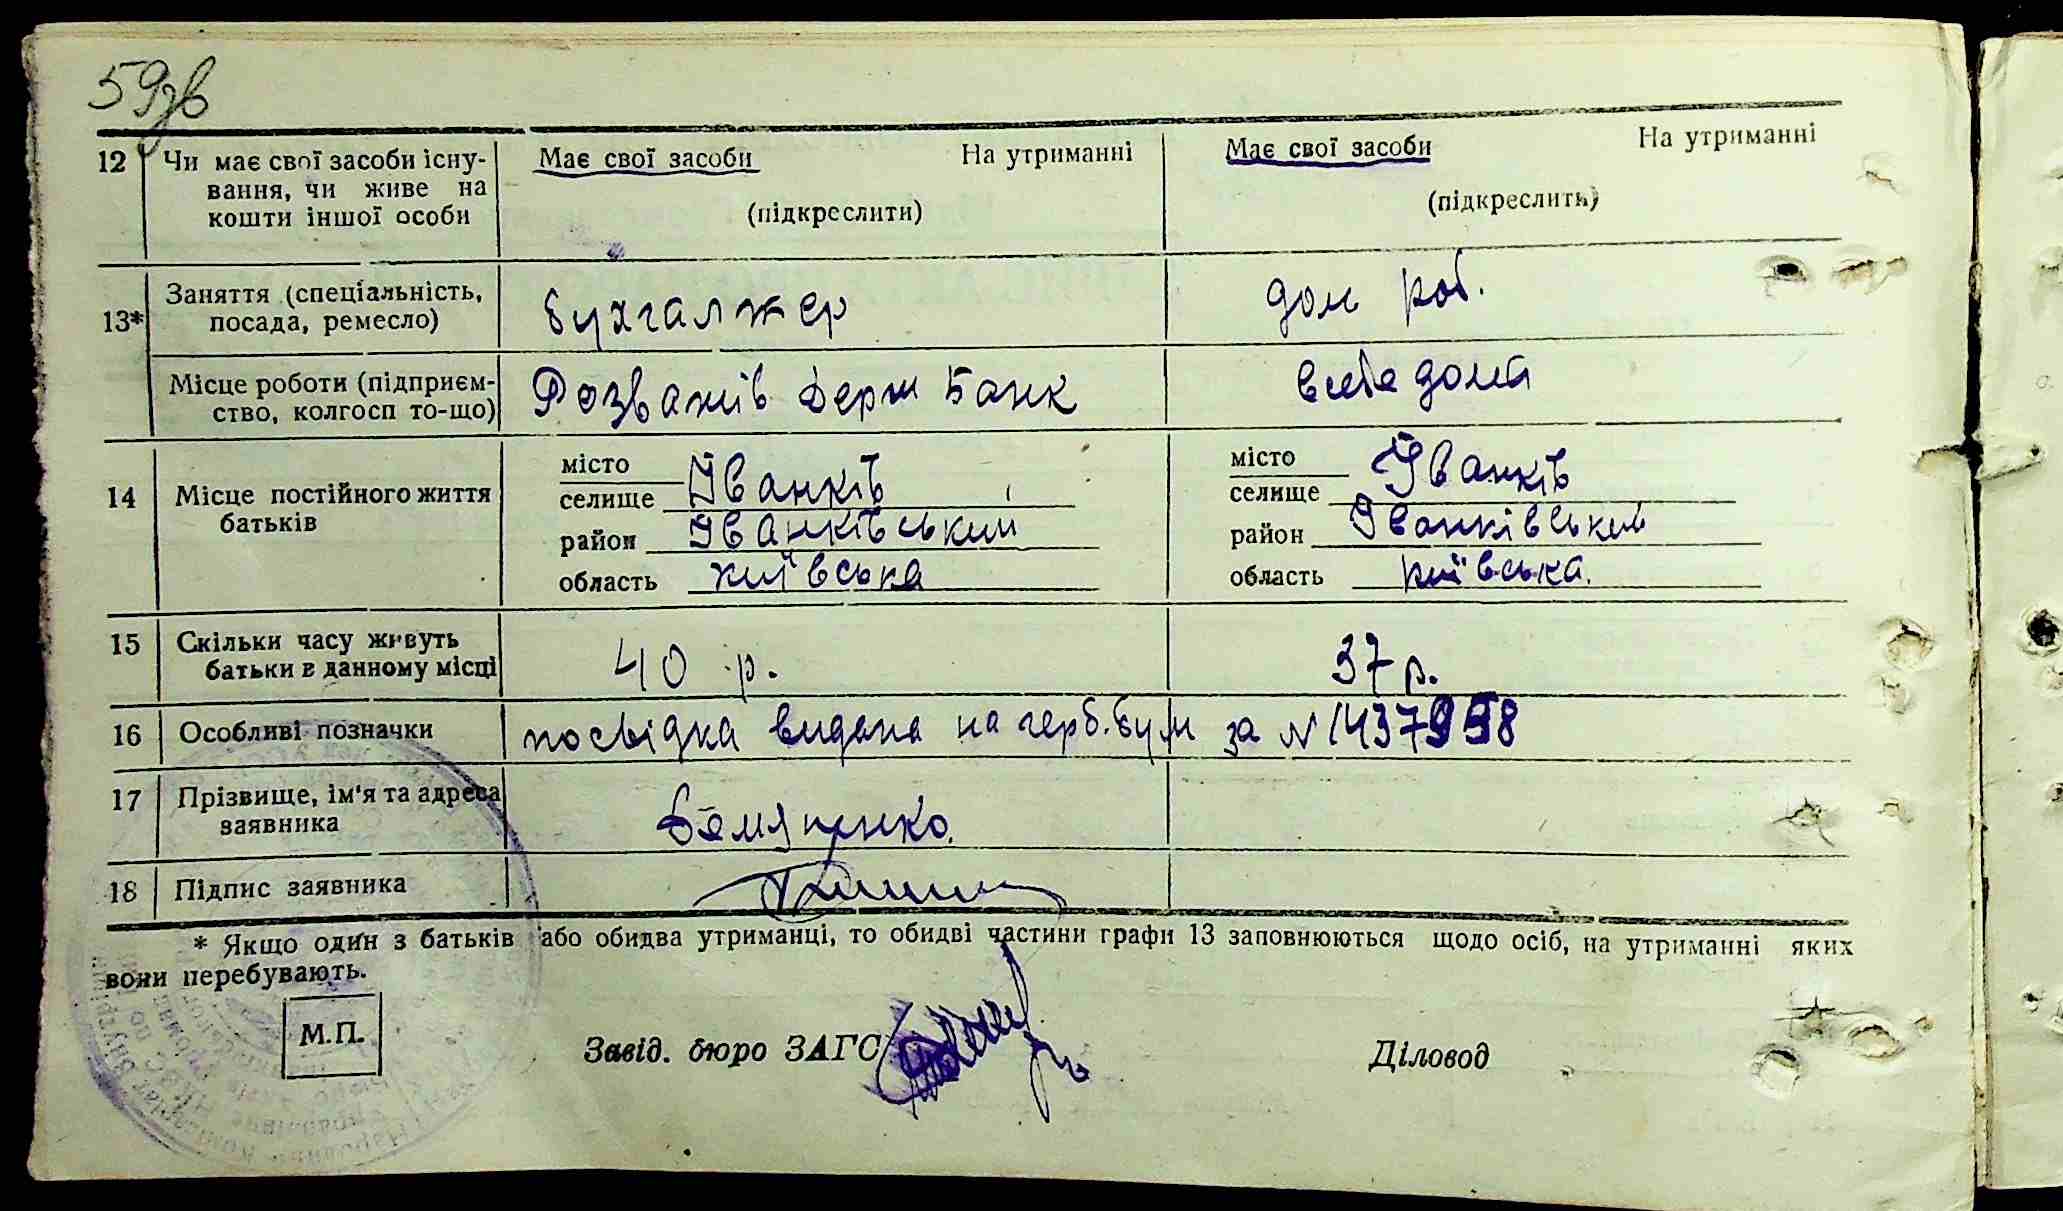 59зв
12 Чи має свої засоби існу-
вання, чи живе на
кошти іншої особи
Має свої засоби На утриманні
(підкреслити)
Має свої засоби На утриманні
(підкреслить)
13* Заняття (спеціальність,
посада, ремесло)
бухгалтер
дом роб.
Місце роботи (підприєм-
ство, колгосп то-що)
Розважів Держ Банк
в себе дома
14 Місце постійного життя
батьків
місто
селище Іванків
район Іванківський
область київська
місто
селище Іванків
район Іванківський
область київська.
15 Скільки часу живуть
батьки в данному місці
40 р.
37 р.
16 Особливі позначки
посвідка видана на герб. бум за N 1437958
17 Прізвище, ім'я та адреса
заявника
18 Підпис заявника
* Якщо один з батьків або обидва утриманці, то обидві частини графи 13 заповнюються щодо осіб, на утриманні яких
вони перебувають.
М.П.
Завід. бюро ЗАГС
Діловод